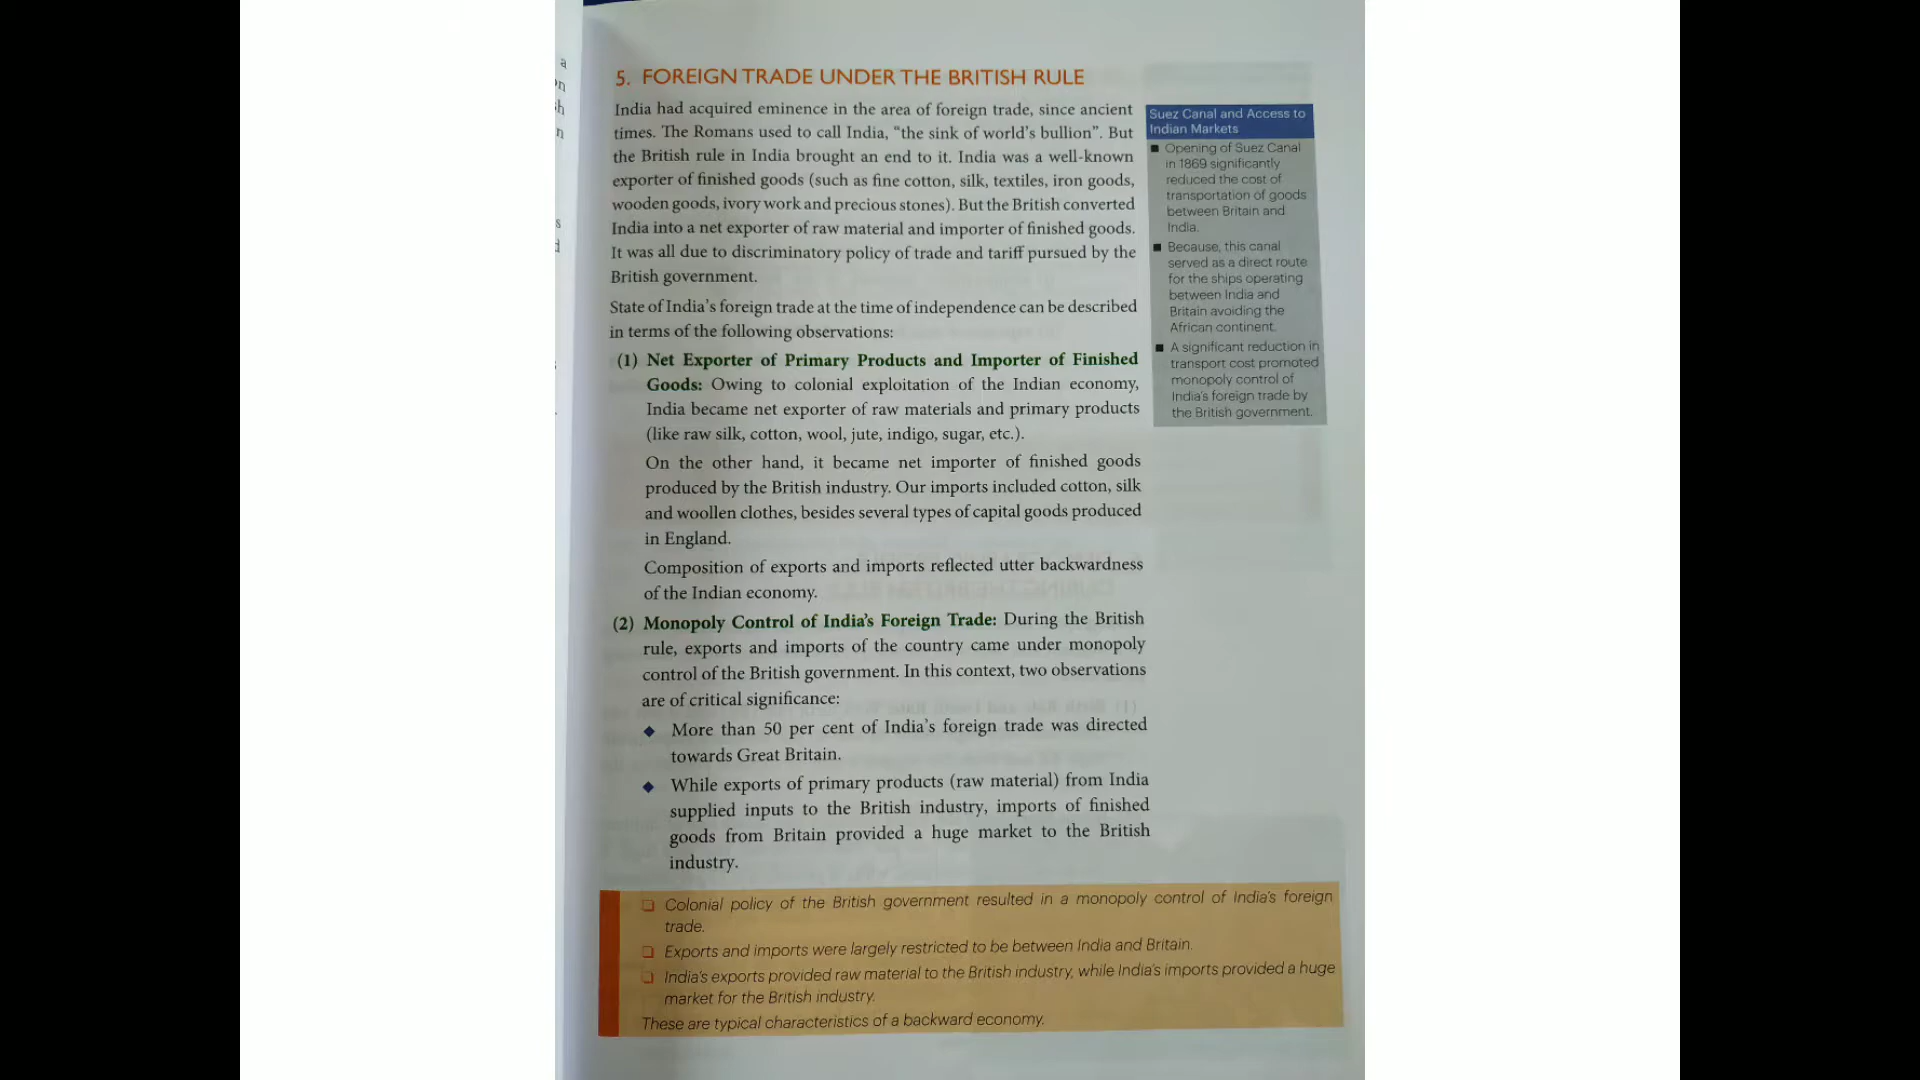 5. FOREIGN TRADE UNDER THE BRITISH RULE
India had acquired eminence in the area of foreign trade, since ancient
times. The Romans used to call India, “the sink of world’s bullion”. But
the British rule in India brought an end to it. India was a well-known
exporter of finished goods (such as fine cotton, silk, textiles, iron goods,
wooden goods, ivory work and precious stones). But the British converted
India into a net exporter of raw material and importer of finished goods.
It was all due to discriminatory policy of trade and tariff pursued by the
British government.
State of India’s foreign trade at the time of independence can be described
in terms of the following observations:
(1) Net Exporter of Primary Products and Importer of Finished
Goods: Owing to colonial exploitation of the Indian economy,
India became net exporter of raw materials and primary products
(like raw silk, cotton, wool, jute, indigo, sugar, etc.).
On the other hand, it became net importer of finished goods
produced by the British industry. Our imports included cotton, silk
and woollen clothes, besides several types of capital goods produced
in England.
Composition of exports and imports reflected utter backwardness
of the Indian economy.
(2) Monopoly Control of India’s Foreign Trade: During the British
rule, exports and imports of the country came under monopoly
control of the British government. In this context, two observations
are of critical significance:
◆ More than 50 per cent of India’s foreign trade was directed
towards Great Britain.
◆ While exports of primary products (raw material) from India
supplied inputs to the British industry, imports of finished
goods from Britain provided a huge market to the British
industry.
Suez Canal and Access to
Indian Markets
■ Opening of Suez Canal
in 1869 significantly
reduced the cost of
transportation of goods
between Britain and
India.
■ Because, this canal
served as a direct route
for the ships operating
between India and
Britain avoiding the
African continent.
■ A significant reduction in
transport cost promoted
monopoly control of
India’s foreign trade by
the British government.
❑ Colonial policy of the British government resulted in a monopoly control of India’s foreign
trade.
❑ Exports and imports were largely restricted to be between India and Britain.
❑ India’s exports provided raw material to the British industry, while India’s imports provided a huge
market for the British industry.
These are typical characteristics of a backward economy.